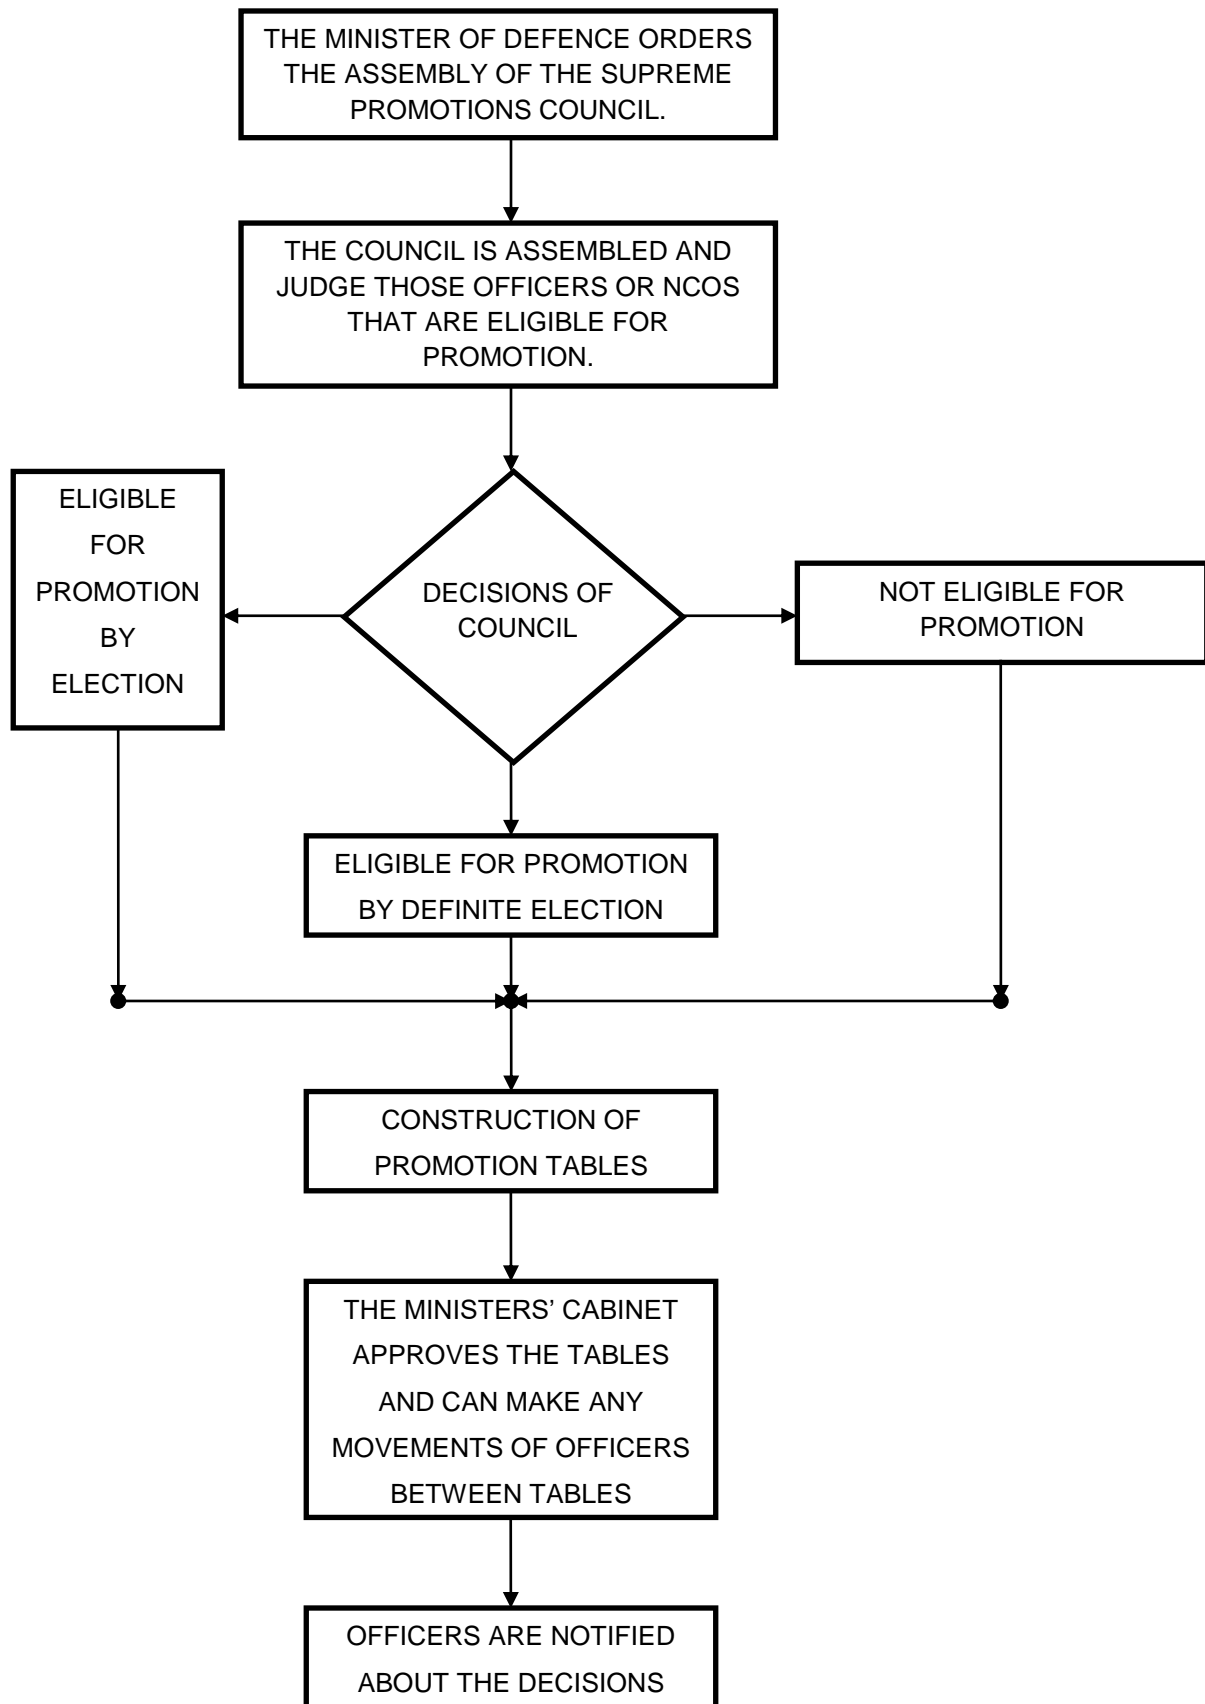 THE MINISTER OF DEFENCE ORDERS
THE ASSEMBLY OF THE SUPREME
PROMOTIONS COUNCIL.
THE COUNCIL IS ASSEMBLED AND
JUDGE THOSE OFFICERS OR NCOS
THAT ARE ELIGIBLE FOR
PROMOTION.
ELIGIBLE
FOR
PROMOTION
BY
ELECTION
DECISIONS OF
COUNCIL
NOT ELIGIBLE FOR
PROMOTION
ELIGIBLE FOR PROMOTION
BY DEFINITE ELECTION
CONSTRUCTION OF
PROMOTION TABLES
THE MINISTERS’ CABINET
APPROVES THE TABLES
AND CAN MAKE ANY
MOVEMENTS OF OFFICERS
BETWEEN TABLES
OFFICERS ARE NOTIFIED
ABOUT THE DECISIONS